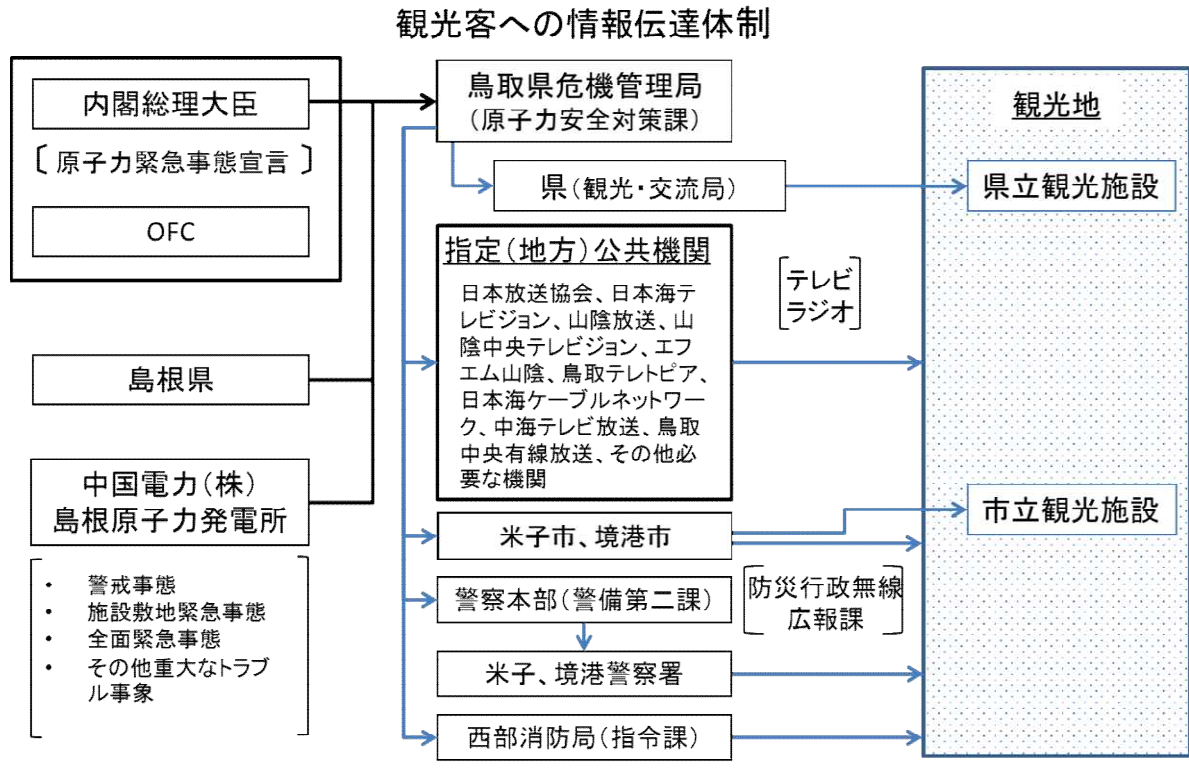 観光客への情報伝達体制
内閣総理大臣
〔 原子力緊急事態宣言 〕
OFC
島根県
中国電力(株)
島根原子力発電所
・ 警戒事態
・ 施設敷地緊急事態
・ 全面緊急事態
・ その他重大なトラブ
ル事象
鳥取県危機管理局
(原子力安全対策課)
県(観光・交流局)
指定(地方)公共機関
日本放送協会、日本海テ
レビジョン、山陰放送、山
陰中央テレビジョン、エフ
エム山陰、鳥取テレトピア、
日本海ケーブルネットワー
ク、中海テレビ放送、鳥取
中央有線放送、その他必
要な機関
米子市、境港市
警察本部(警備第二課)
米子、境港警察署
西部消防局(指令課)
テレビ
ラジオ
防災行政無線
広報課
観光地
県立観光施設
市立観光施設